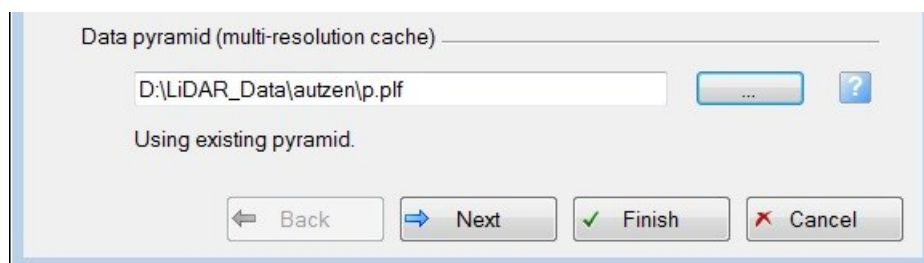 Data pyramid (multi-resolution cache)
D:\LiDAR_Data\autzen\p.plf ... ?
Using existing pyramid.
Back Next Finish Cancel